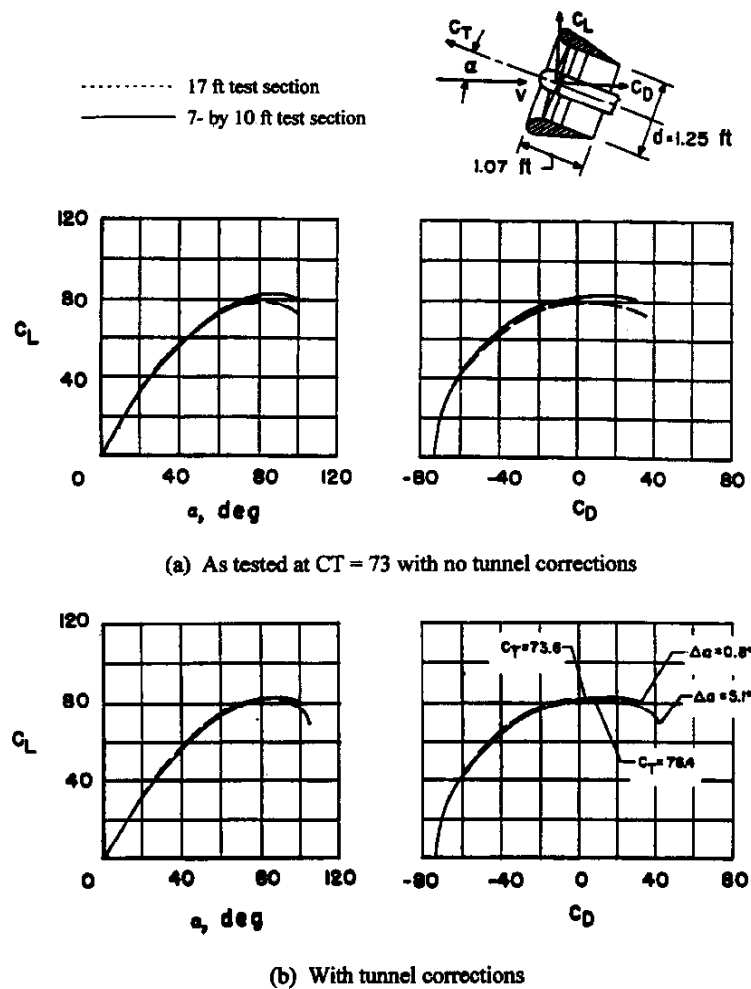 C_T
C_L
α
V
C_D
d=1.25 ft
1.07 ft
17 ft test section
7- by 10 ft test section
120
80
C_L
40
0
40
80
120
α, deg
-80
-40
0
40
80
C_D
(a) As tested at CT = 73 with no tunnel corrections
120
80
C_L
40
0
40
80
120
α, deg
C_T=73.6
Δα=0.8°
Δα=5.1°
C_T=76.4
-80
-40
0
40
80
C_D
(b) With tunnel corrections